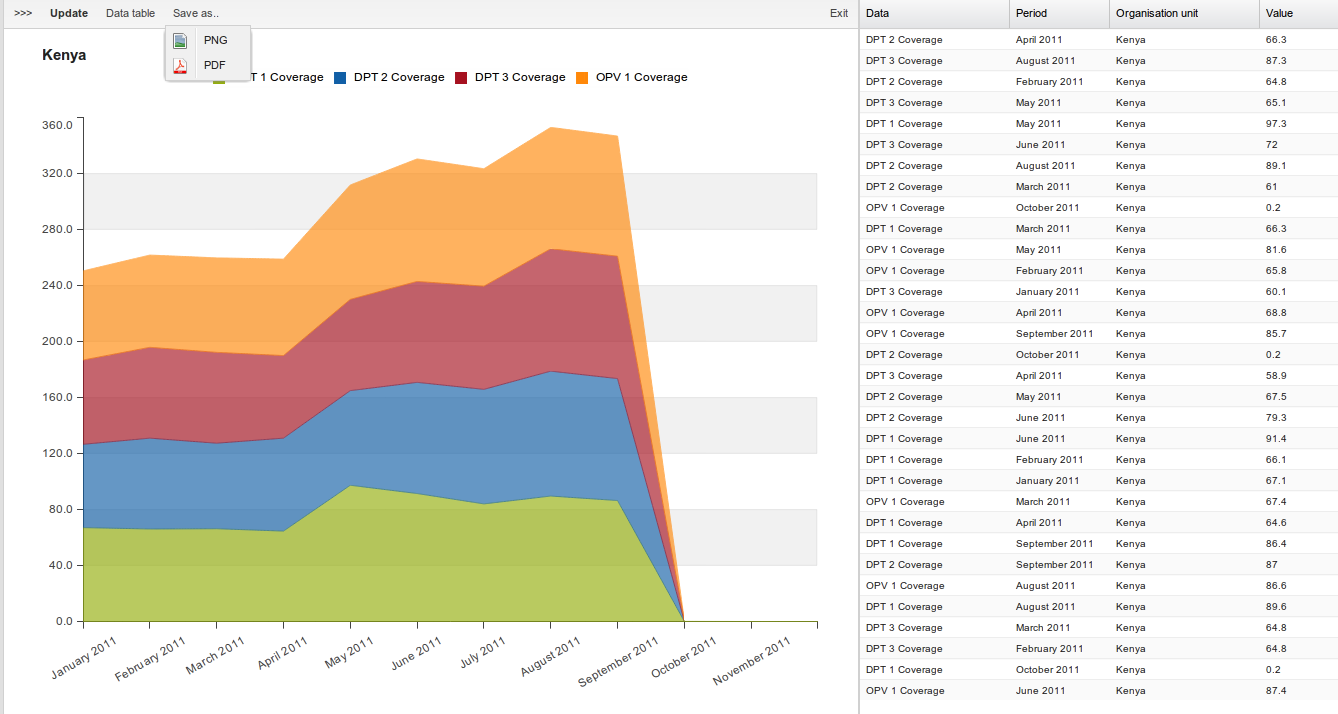 >>> Update Data table Save as.. Exit
PNG
PDF
Kenya
T 1 Coverage DPT 2 Coverage DPT 3 Coverage OPV 1 Coverage
360.0
320.0
280.0
240.0
200.0
160.0
120.0
80.0
40.0
0.0
January 2011 February 2011 March 2011 April 2011 May 2011 June 2011 July 2011 August 2011 September 2011 October 2011 November 2011
Data Period Organisation unit Value
DPT 2 Coverage April 2011 Kenya 66.3
DPT 3 Coverage August 2011 Kenya 87.3
DPT 2 Coverage February 2011 Kenya 64.8
DPT 3 Coverage May 2011 Kenya 65.1
DPT 1 Coverage May 2011 Kenya 97.3
DPT 3 Coverage June 2011 Kenya 72
DPT 2 Coverage August 2011 Kenya 89.1
DPT 2 Coverage March 2011 Kenya 61
OPV 1 Coverage October 2011 Kenya 0.2
DPT 1 Coverage March 2011 Kenya 66.3
OPV 1 Coverage May 2011 Kenya 81.6
OPV 1 Coverage February 2011 Kenya 65.8
DPT 3 Coverage January 2011 Kenya 60.1
OPV 1 Coverage April 2011 Kenya 68.8
OPV 1 Coverage September 2011 Kenya 85.7
DPT 2 Coverage October 2011 Kenya 0.2
DPT 3 Coverage April 2011 Kenya 58.9
DPT 2 Coverage May 2011 Kenya 67.5
DPT 2 Coverage June 2011 Kenya 79.3
DPT 1 Coverage June 2011 Kenya 91.4
DPT 1 Coverage February 2011 Kenya 66.1
DPT 1 Coverage January 2011 Kenya 67.1
OPV 1 Coverage March 2011 Kenya 67.4
DPT 1 Coverage April 2011 Kenya 64.6
DPT 1 Coverage September 2011 Kenya 86.4
DPT 2 Coverage September 2011 Kenya 87
OPV 1 Coverage August 2011 Kenya 86.6
DPT 1 Coverage August 2011 Kenya 89.6
DPT 3 Coverage March 2011 Kenya 64.8
DPT 3 Coverage February 2011 Kenya 64.8
DPT 1 Coverage October 2011 Kenya 0.2
OPV 1 Coverage June 2011 Kenya 87.4